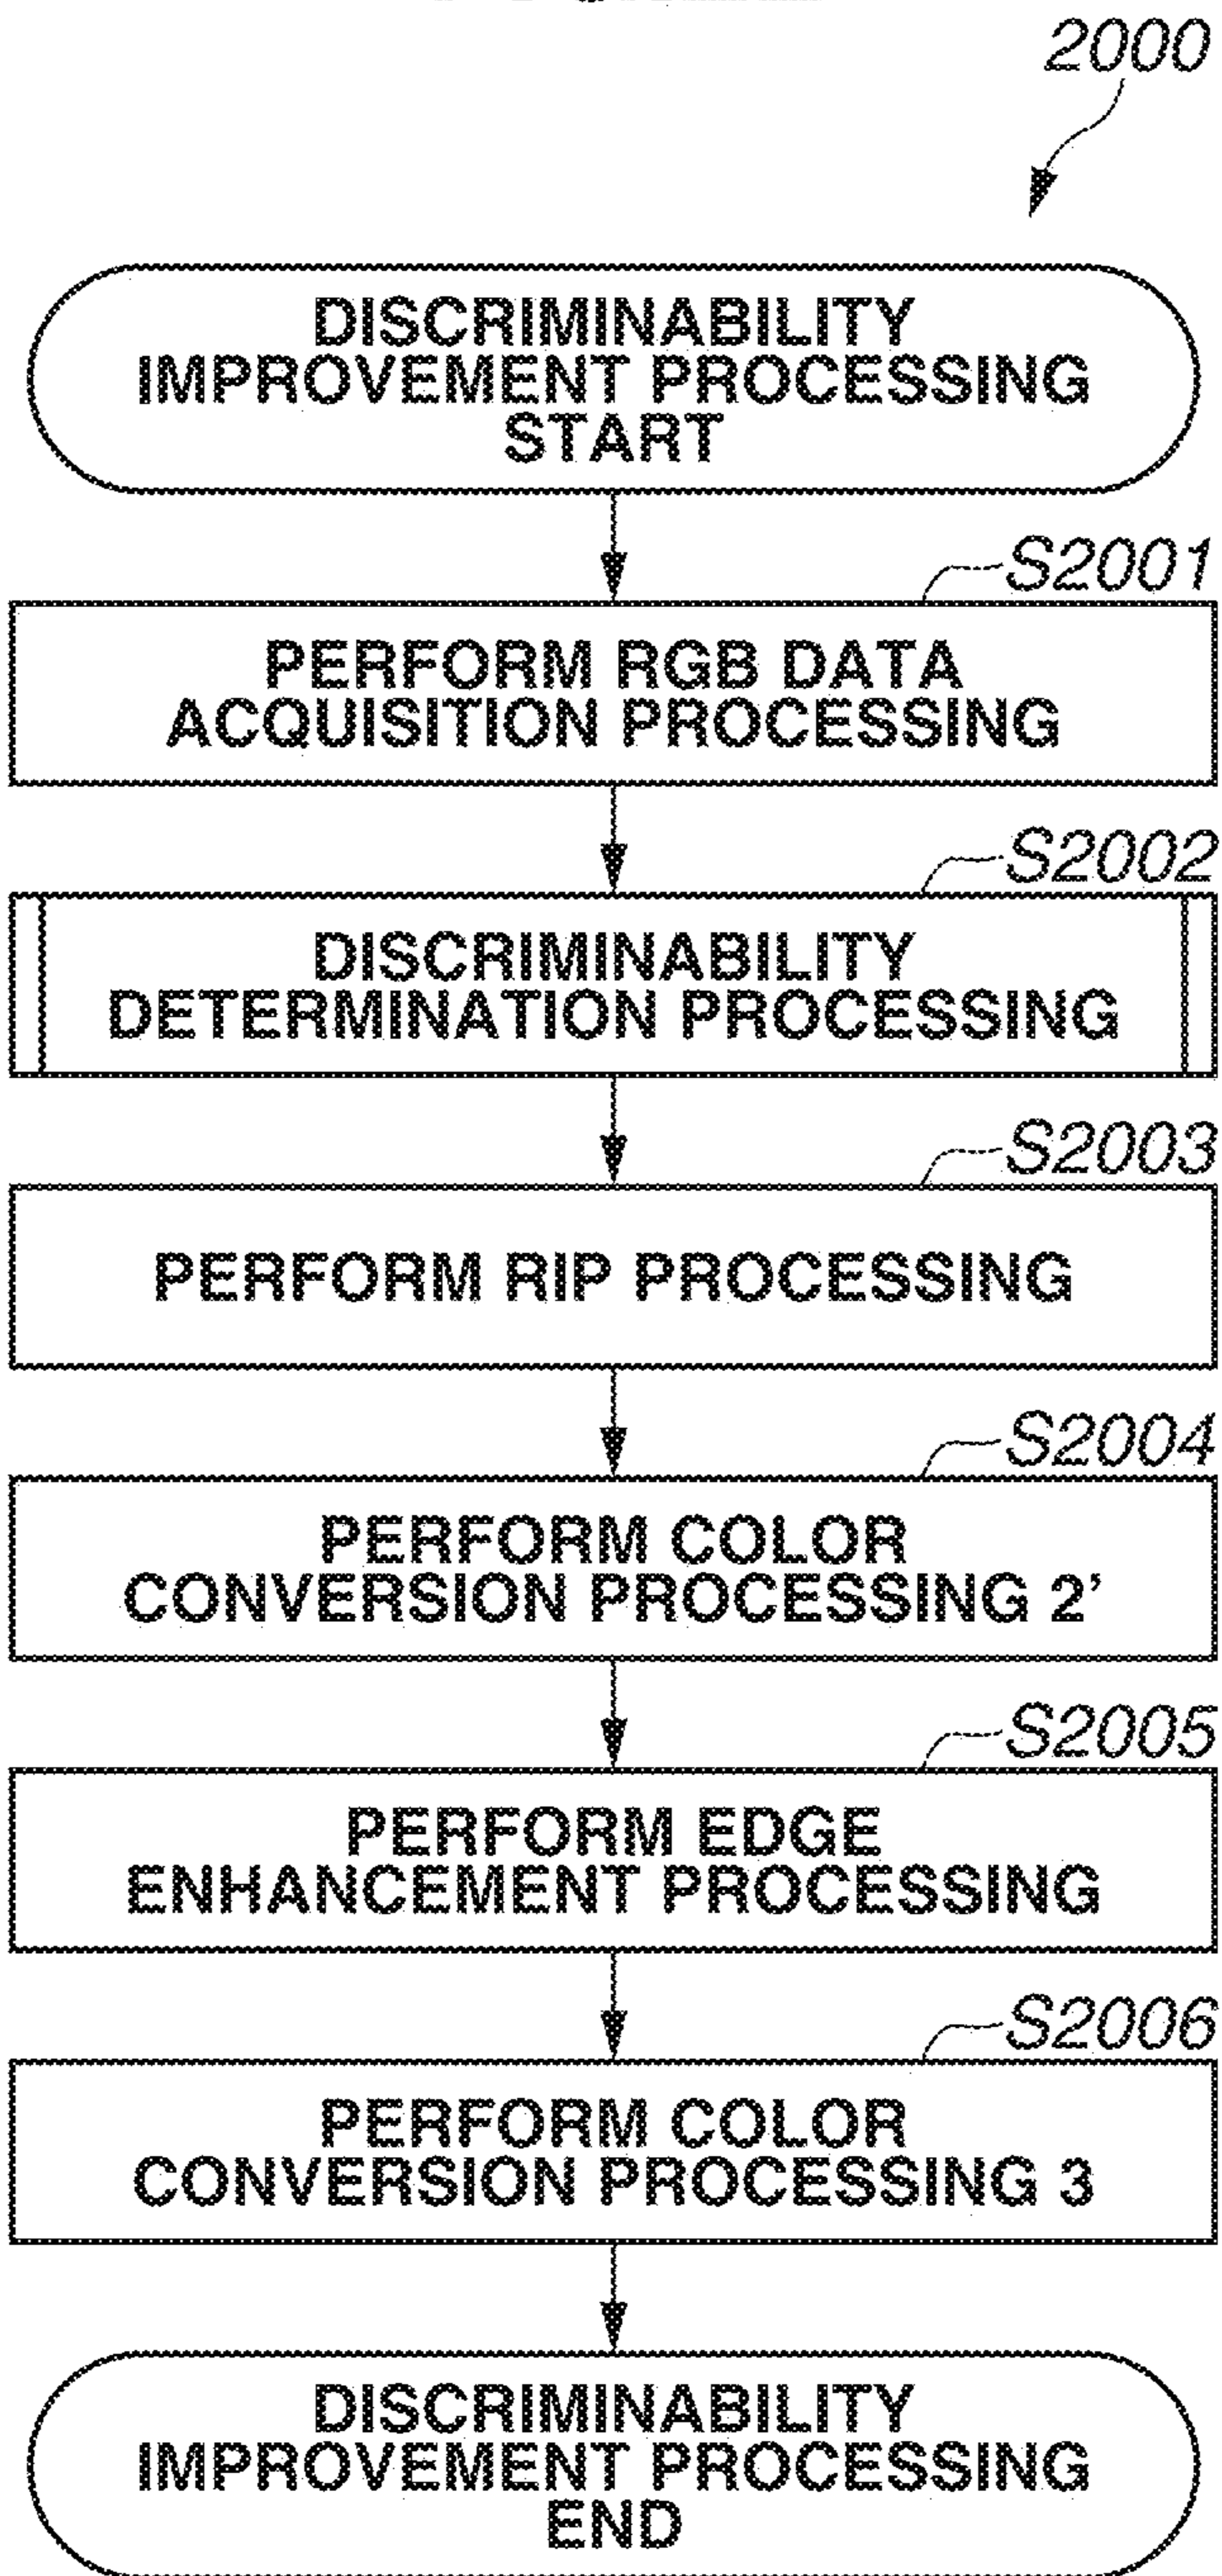 2000
DISCRIMINABILITY
IMPROVEMENT PROCESSING
START
S2001
PERFORM RGB DATA
ACQUISITION PROCESSING
S2002
DISCRIMINABILITY
DETERMINATION PROCESSING
S2003
PERFORM RIP PROCESSING
S2004
PERFORM COLOR
CONVERSION PROCESSING 2'
S2005
PERFORM EDGE
ENHANCEMENT PROCESSING
S2006
PERFORM COLOR
CONVERSION PROCESSING 3
DISCRIMINABILITY
IMPROVEMENT PROCESSING
END